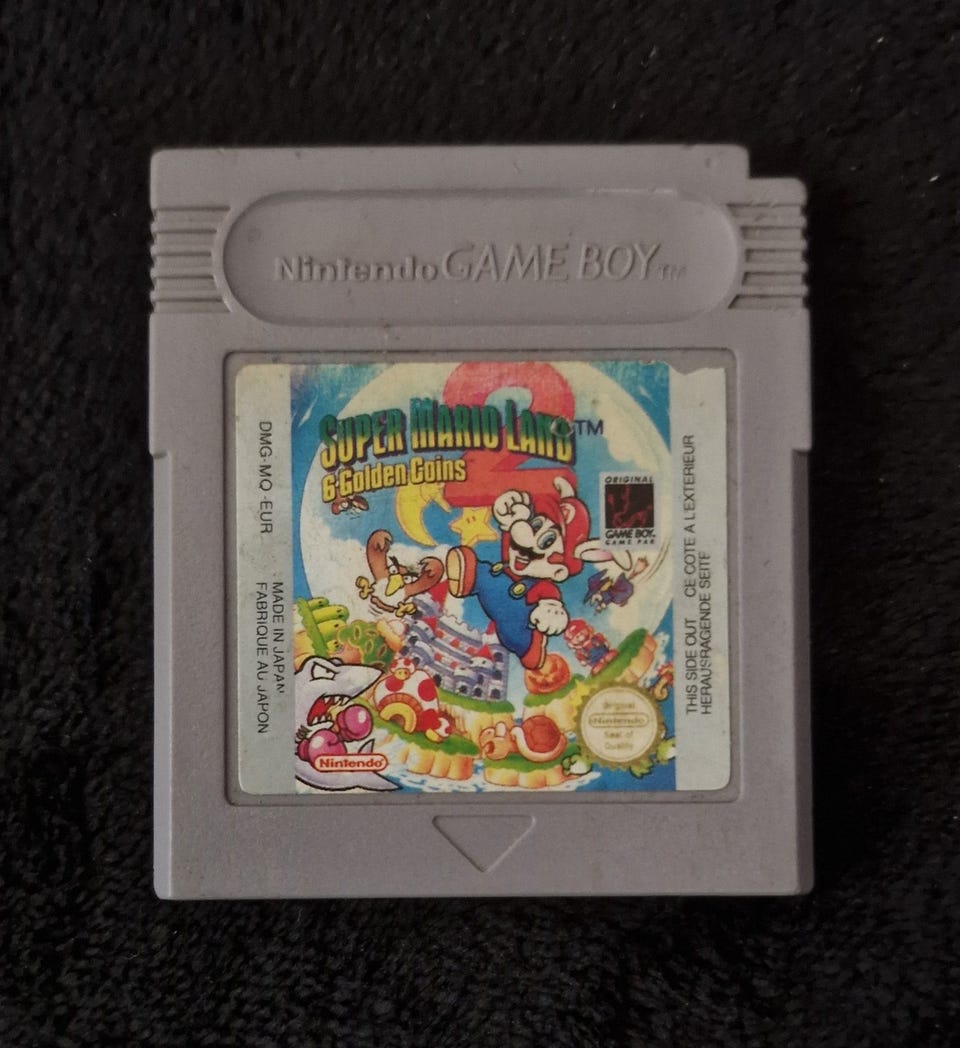 Nintendo GAME BOY TM
2
SUPER MARIO LAND TM
6 Golden Coins
DMG-MQ-EUR
MADE IN JAPAN
FABRIQUE AU JAPON
ORIGINAL
GAME BOY
GAME PAK
THIS SIDE OUT CE COTE A L'EXTERIEUR
HERAUSRAGENDE SEITE
Original
Nintendo
Seal of
Quality
Nintendo